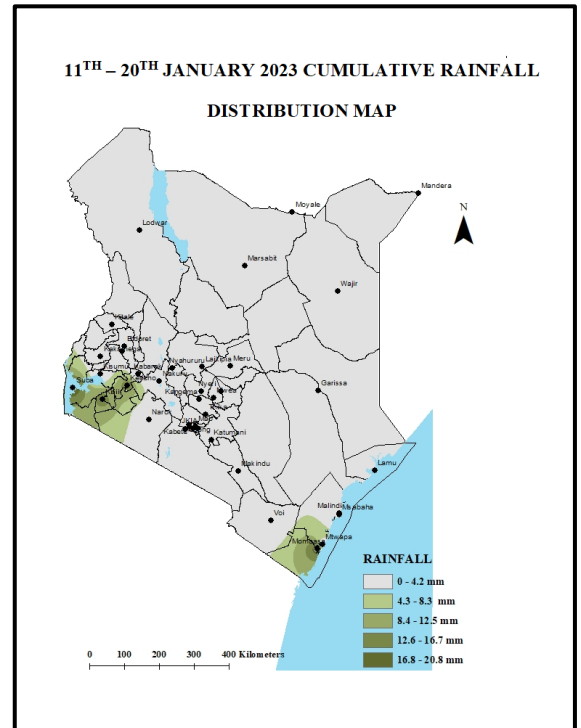 11TH – 20TH JANUARY 2023 CUMULATIVE RAINFALL
DISTRIBUTION MAP
Mandera
Moyale
N
Lodwar
Marsabit
Wajir
Kitale
Eldoret
Nyahururu
Laikipia
Meru
Suba
Nakuru
Nyeri
Garissa
Narok
Kabete
Katumani
Makindu
Lamu
Voi
Malindi
Msabaha
Mombasa
Mtwapa
RAINFALL
0 - 4.2 mm
4.3 - 8.3 mm
8.4 - 12.5 mm
12.6 - 16.7 mm
16.8 - 20.8 mm
0 100 200 300 400 Kilometers